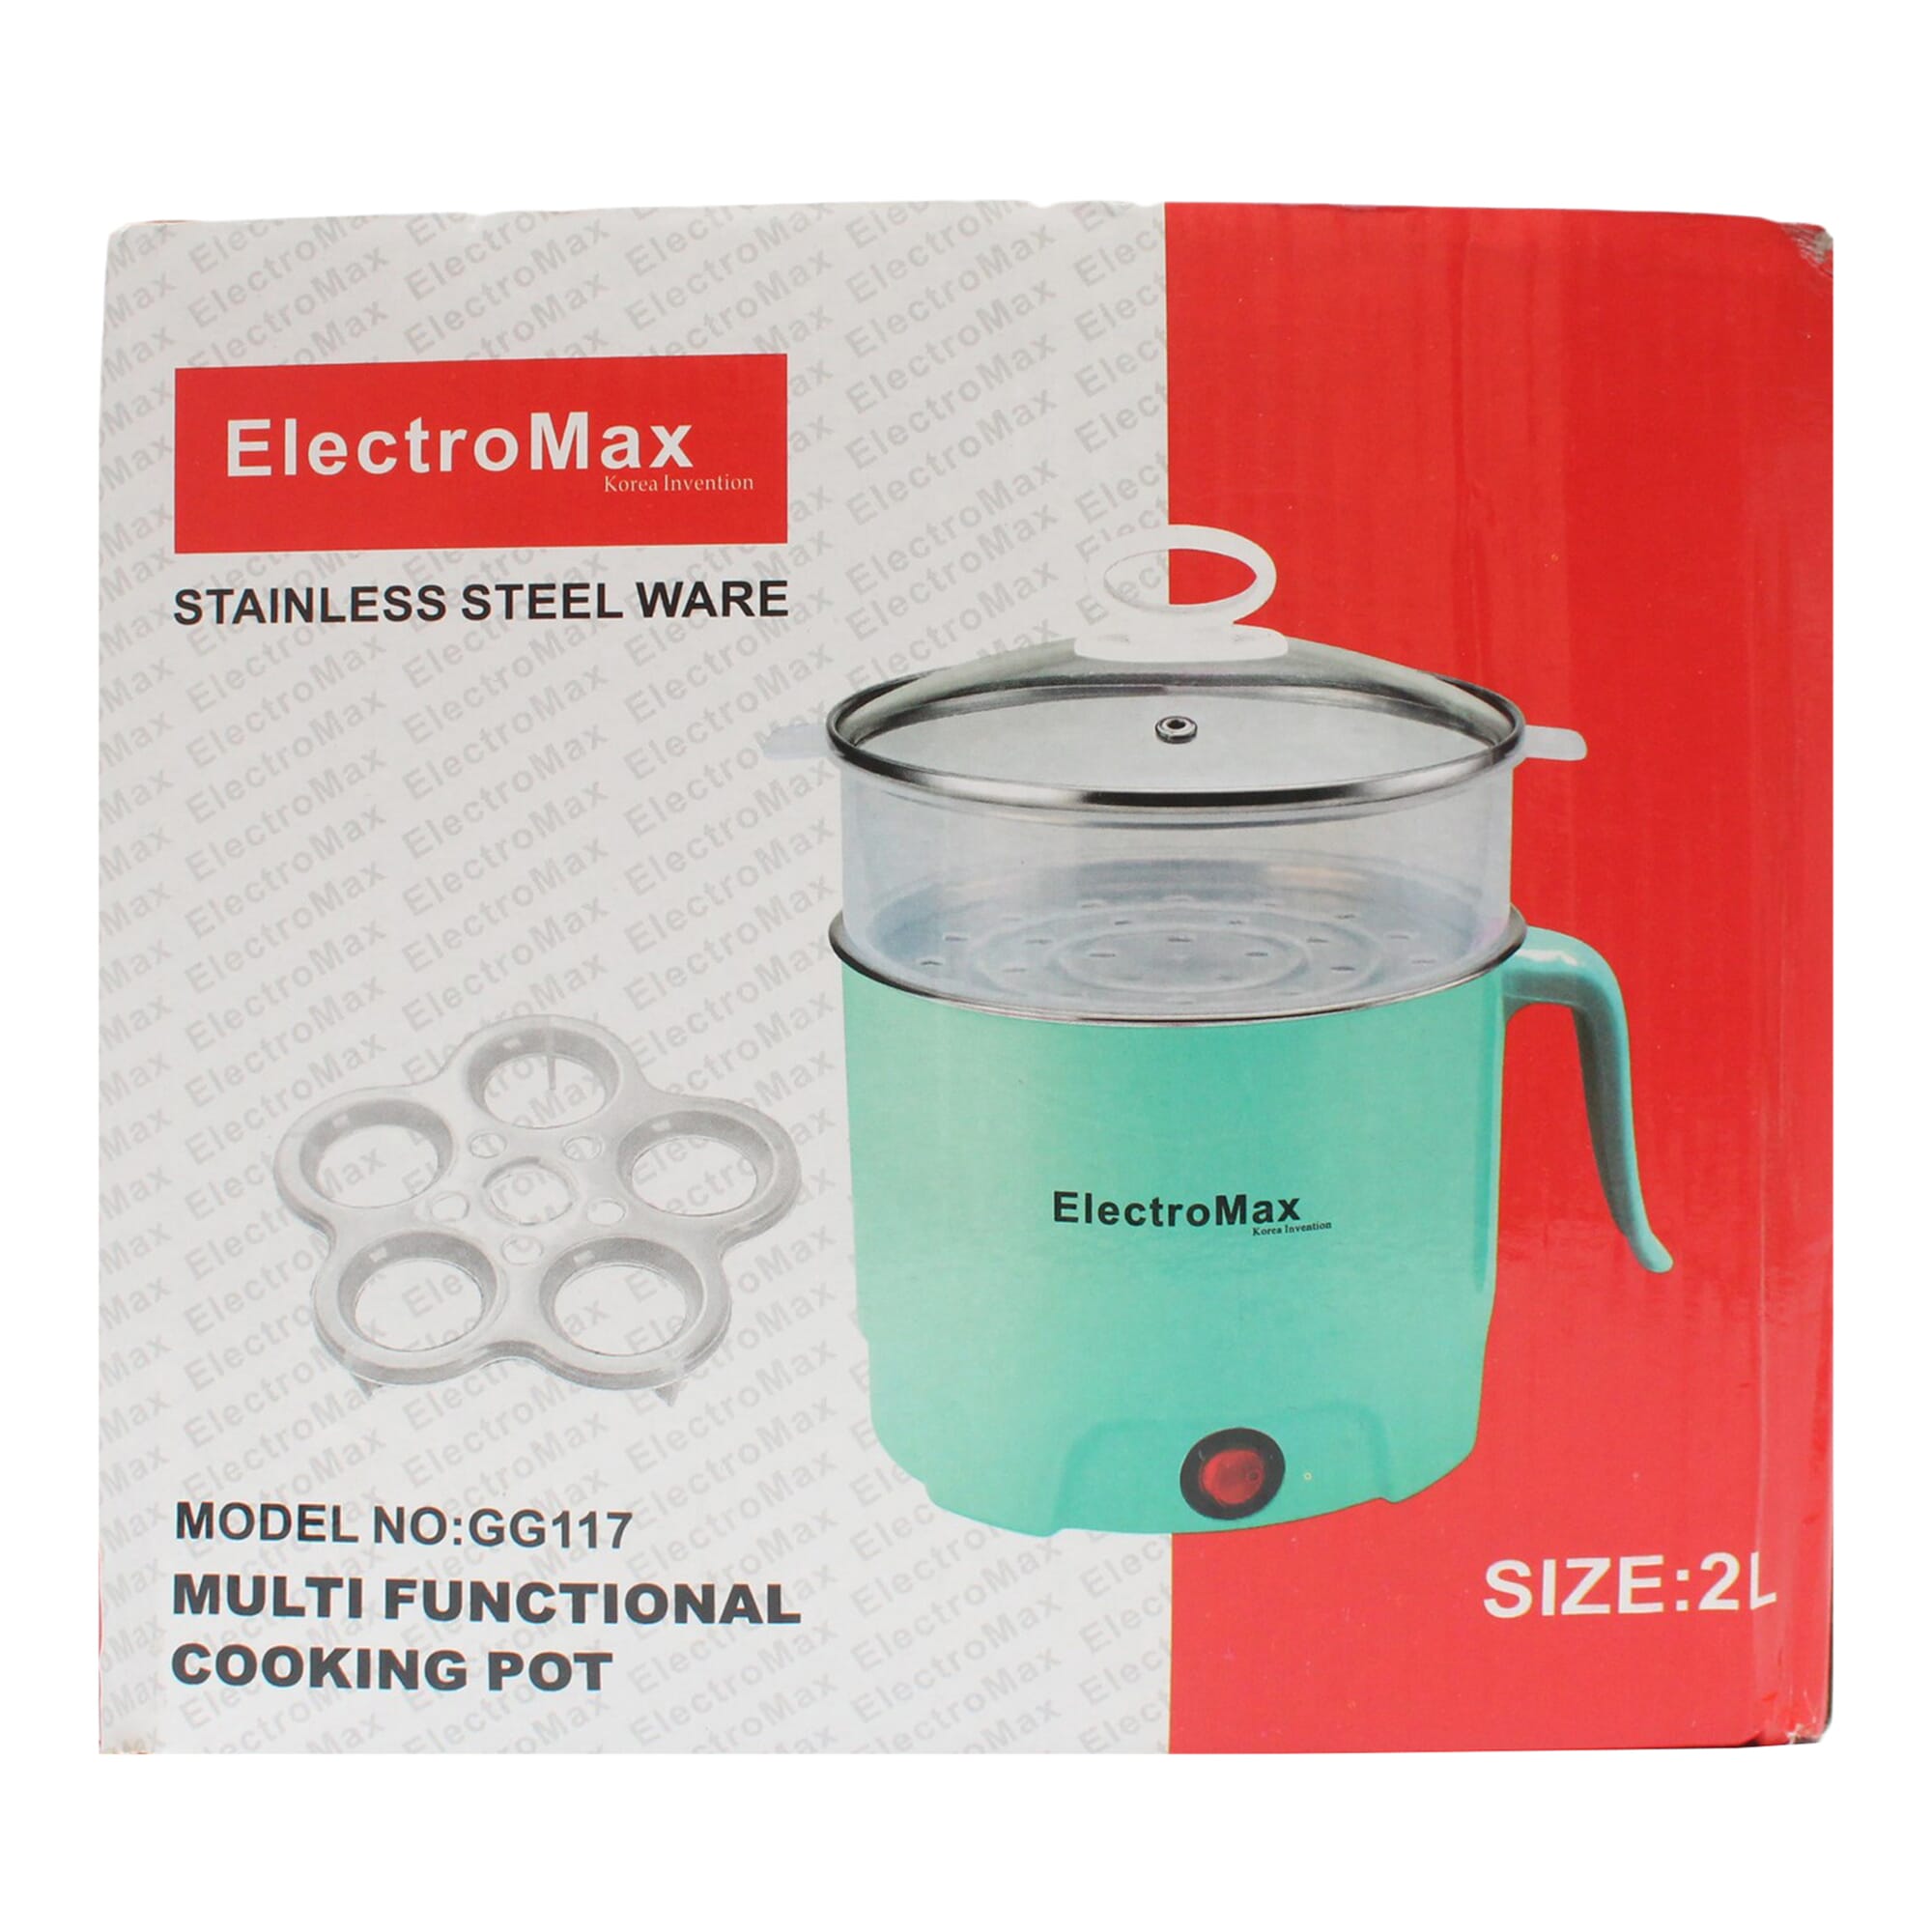 ElectroMax
Korea Invention
STAINLESS STEEL WARE
ElectroMax
Korea Invention
MODEL NO:GG117
MULTI FUNCTIONAL
COOKING POT
SIZE:2L